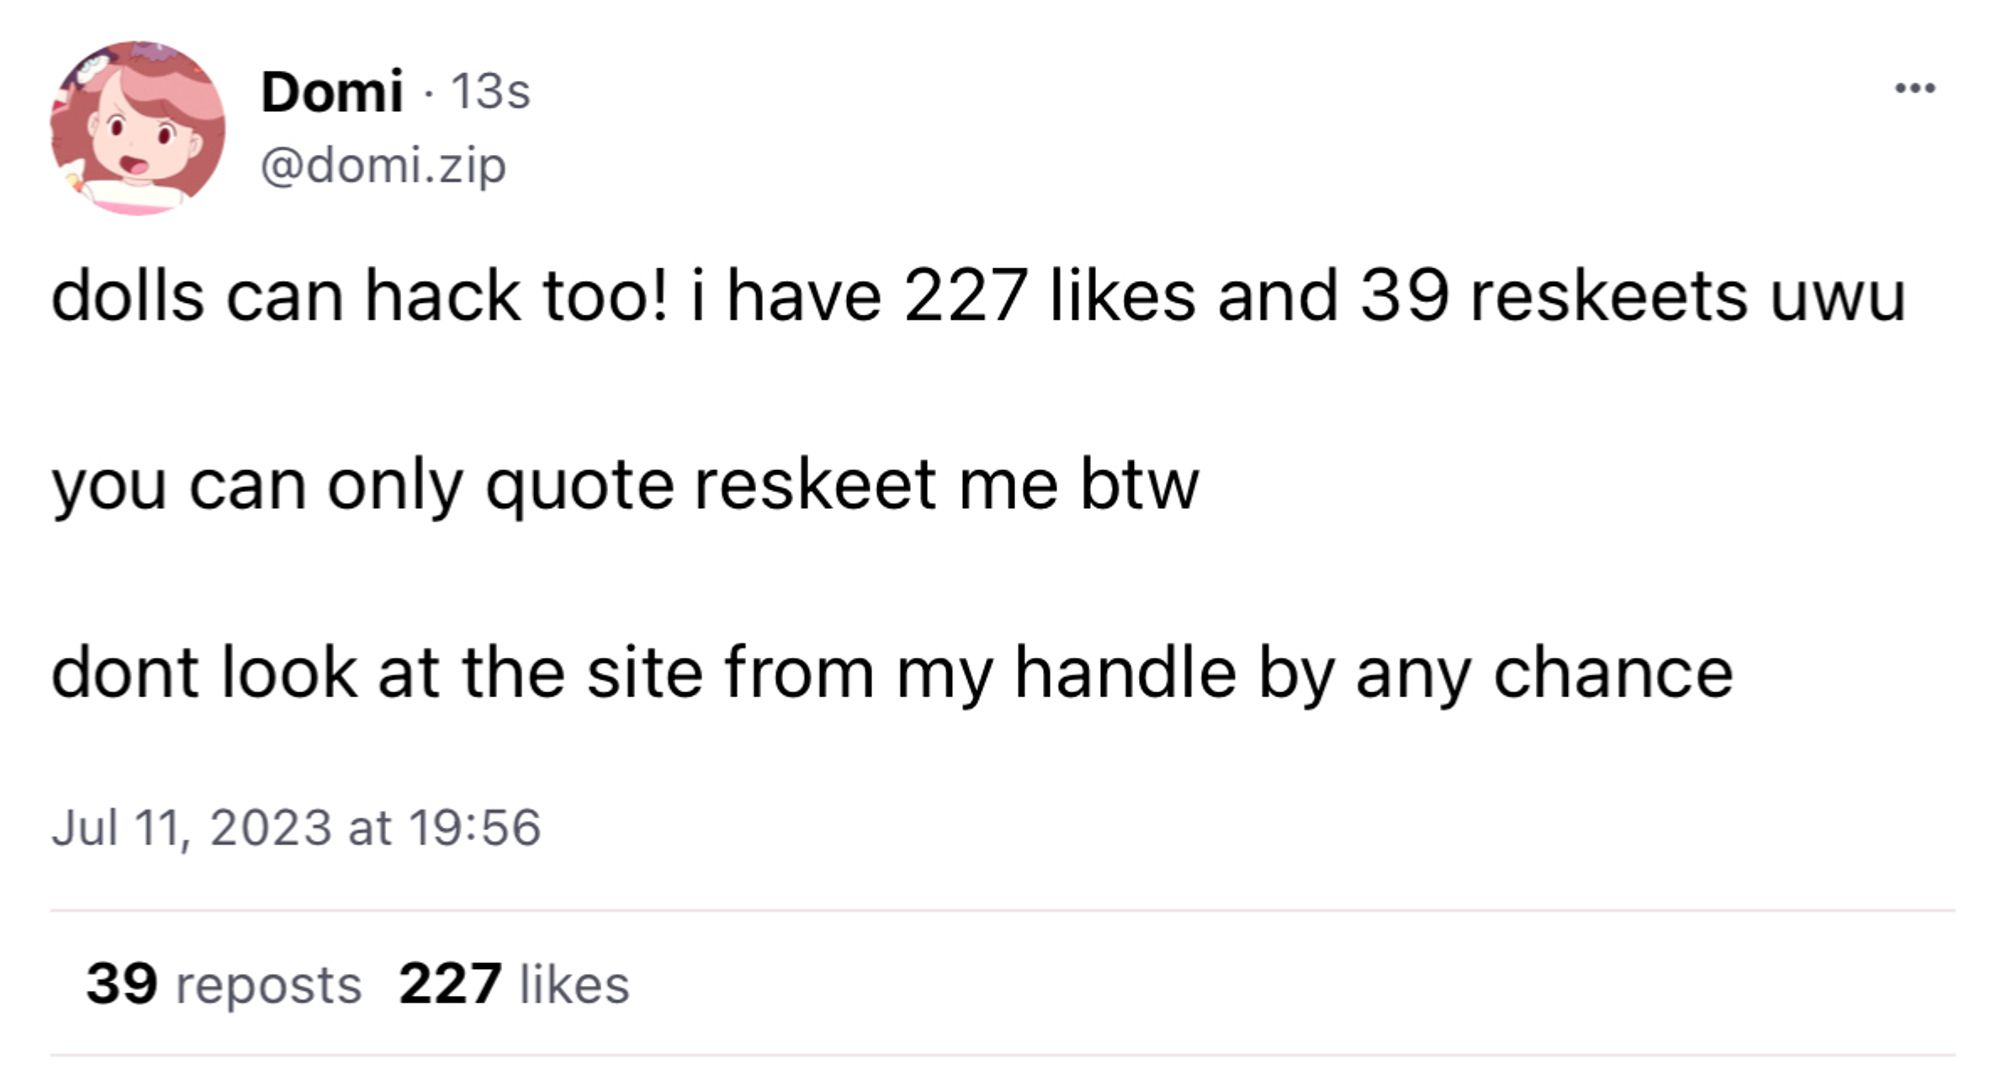 Domi · 13s
@domi.zip
dolls can hack too! i have 227 likes and 39 reskeets uwu
you can only quote reskeet me btw
dont look at the site from my handle by any chance
Jul 11, 2023 at 19:56
39 reposts 227 likes